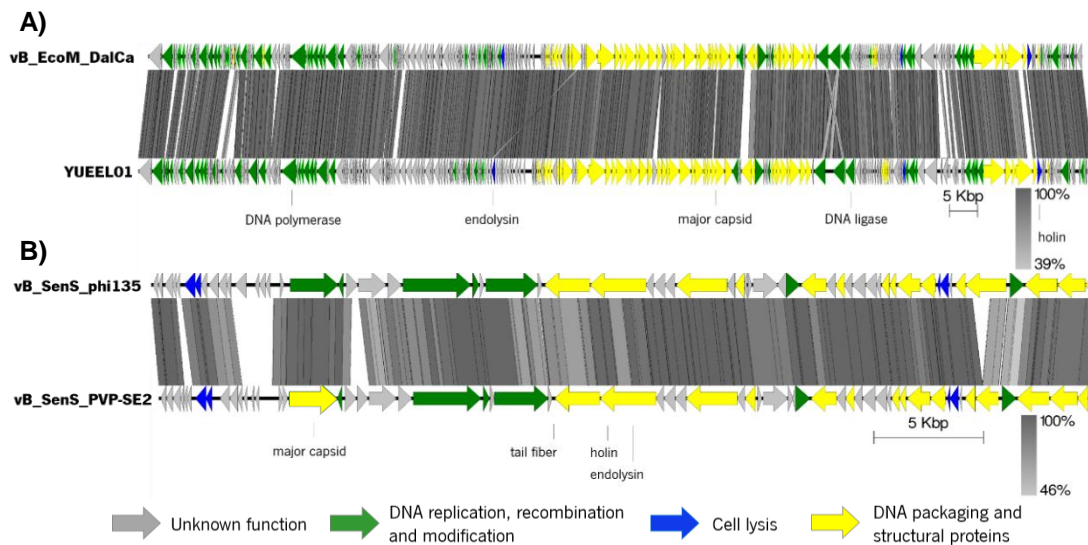 A)
vB_EcoM_DalCa
YUEEL01
DNA polymerase
endolysin
major capsid
DNA ligase
5 Kbp
100%
holin
39%
B)
vB_SenS_phi135
vB_SenS_PVP-SE2
major capsid
tail fiber
holin
endolysin
5 Kbp
100%
46%
Unknown function
DNA replication, recombination
and modification
Cell lysis
DNA packaging and
structural proteins